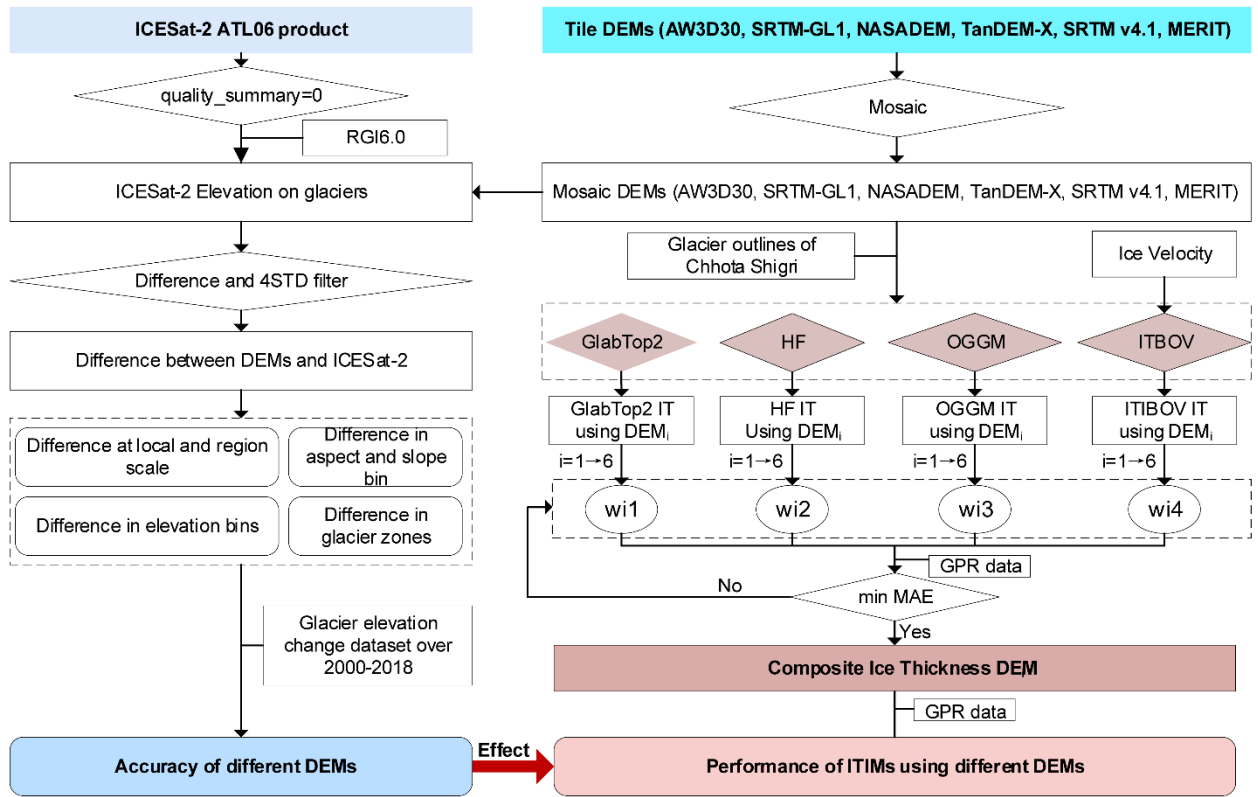 ICESat-2 ATL06 product
Tile DEMs (AW3D30, SRTM-GL1, NASADEM, TanDEM-X, SRTM v4.1, MERIT)
quality_summary=0
Mosaic
RGI6.0
ICESat-2 Elevation on glaciers
Mosaic DEMs (AW3D30, SRTM-GL1, NASADEM, TanDEM-X, SRTM v4.1, MERIT)
Glacier outlines of
Chhota Shigri
Ice Velocity
Difference and 4STD filter
GlabTop2
HF
OGGM
ITBOV
Difference between DEMs and ICESat-2
GlabTop2 IT
using DEMi
HF IT
Using DEMi
OGGM IT
using DEMi
ITIBOV IT
using DEMi
Difference at local and region
scale
Difference in
aspect and slope
bin
i=1→6
i=1→6
i=1→6
i=1→6
Difference in elevation bins
Difference in
glacier zones
wi1
wi2
wi3
wi4
GPR data
No
min MAE
Yes
Glacier elevation
change dataset over
2000-2018
Composite Ice Thickness DEMi
GPR data
Accuracy of different DEMs
Effect
Performance of ITIMs using different DEMs